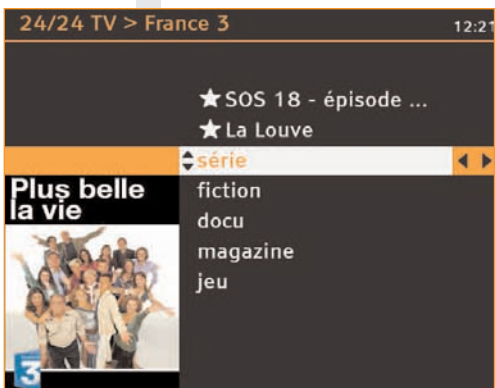 24/24 TV > France 3
12:21
★ SOS 18 - épisode ...
★ La Louve
série
fiction
docu
magazine
jeu
Plus belle
la vie
3